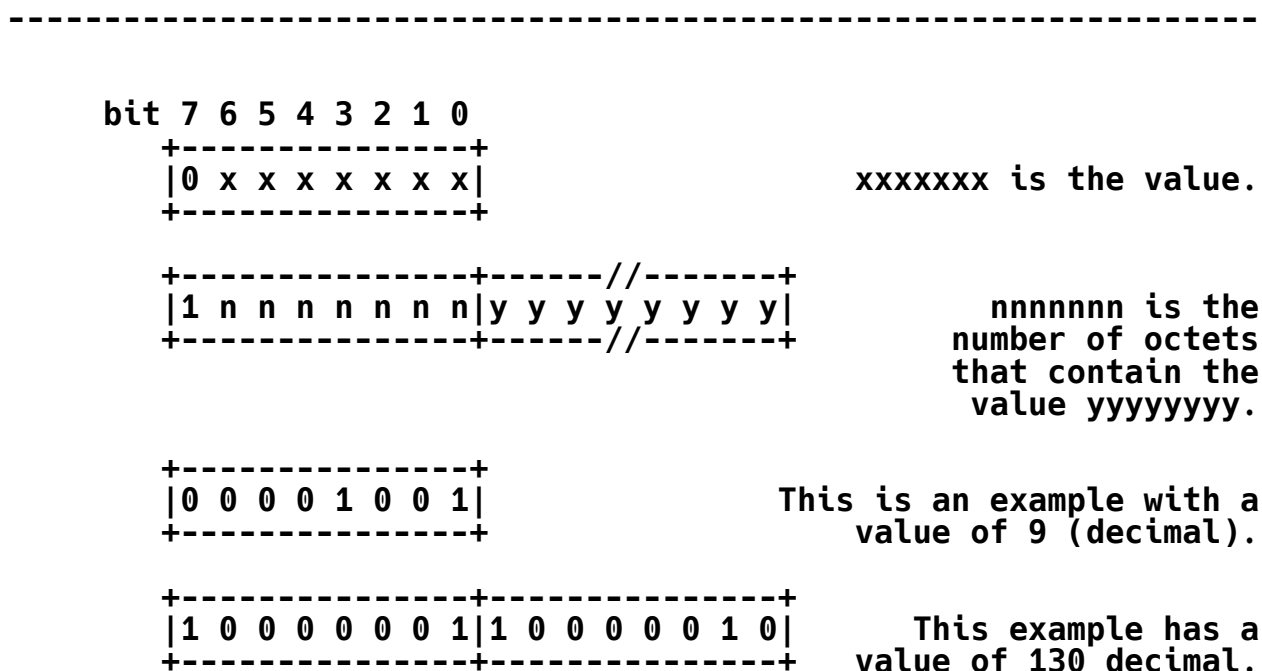 -----------------------------------------------------------------
bit 7 6 5 4 3 2 1 0
+---------------+
|0 x x x x x x x| xxxxxxx is the value.
+---------------+
+---------------+------//-------+
|1 n n n n n n n|y y y y y y y y| nnnnnnn is the
+---------------+------//-------+ number of octets
that contain the
value yyyyyyyy.
+---------------+
|0 0 0 0 1 0 0 1| This is an example with a
+---------------+ value of 9 (decimal).
+---------------+---------------+
|1 0 0 0 0 0 0 1|1 0 0 0 0 0 1 0| This example has a
+---------------+---------------+ value of 130 decimal.